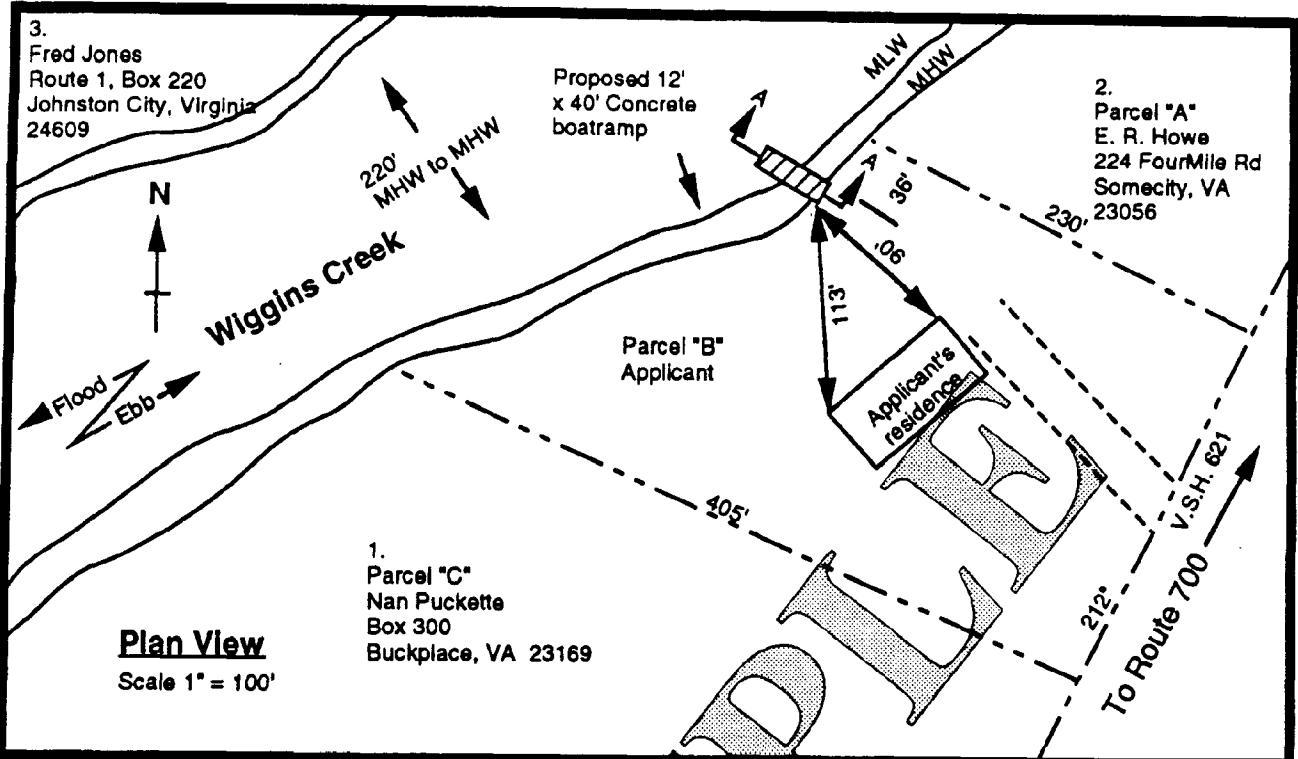 3.
Fred Jones
Route 1, Box 220
Johnston City, Virginia
24609
N
220'
MHW to MHW
Proposed 12'
x 40' Concrete
boatramp
MLW
MHW
A
A
2.
Parcel "A"
E. R. Howe
224 FourMile Rd
Somecity, VA
23056
36'
230'
90'
113'
Wiggins Creek
Flood
Ebb
Parcel "B"
Applicant
Applicant's
residence
405'
V.S.H. 621
212"
To Route 700
1.
Parcel "C"
Nan Puckette
Box 300
Buckplace, VA 23169
Plan View
Scale 1" = 100'
PLE